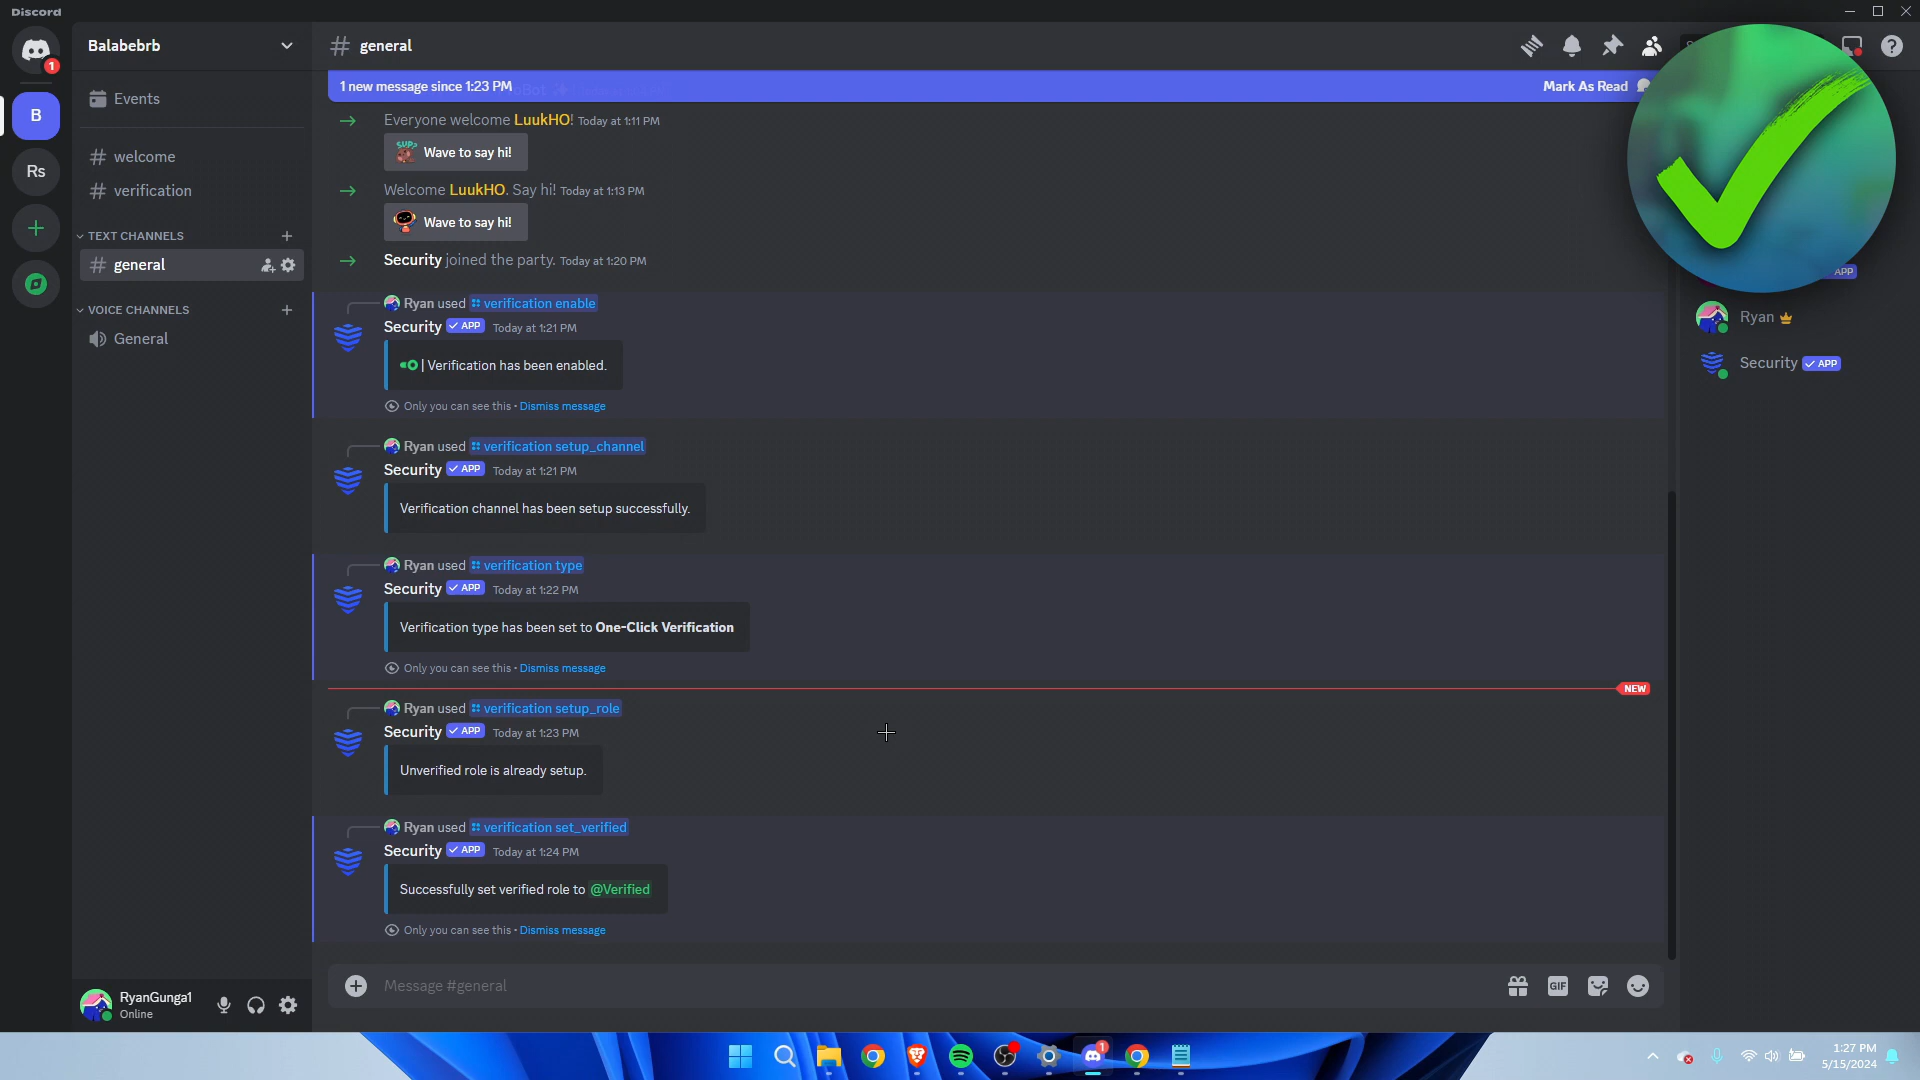 Discord
Balabebrb
general
1
1 new message since 1:23 PM
Mark As Read
Events
B
Everyone welcome LuukHO! Today at 1:11 PM
Wave to say hi!
welcome
Rs
verification
Welcome LuukHO. Say hi! Today at 1:13 PM
Wave to say hi!
TEXT CHANNELS
general
Security joined the party. Today at 1:20 PM
APP
VOICE CHANNELS
General
Ryan used verification enable
Security APP Today at 1:21 PM
| Verification has been enabled.
Only you can see this • Dismiss message
Ryan
Security APP
Ryan used verification setup_channel
Security APP Today at 1:21 PM
Verification channel has been setup successfully.
Ryan used verification type
Security APP Today at 1:22 PM
Verification type has been set to One-Click Verification
Only you can see this • Dismiss message
NEW
Ryan used verification setup_role
Security APP Today at 1:23 PM
Unverified role is already setup.
Ryan used verification set_verified
Security APP Today at 1:24 PM
Successfully set verified role to @Verified
Only you can see this • Dismiss message
Message #general
GIF
RyanGunga1
Online
1
1:27 PM
5/15/2024